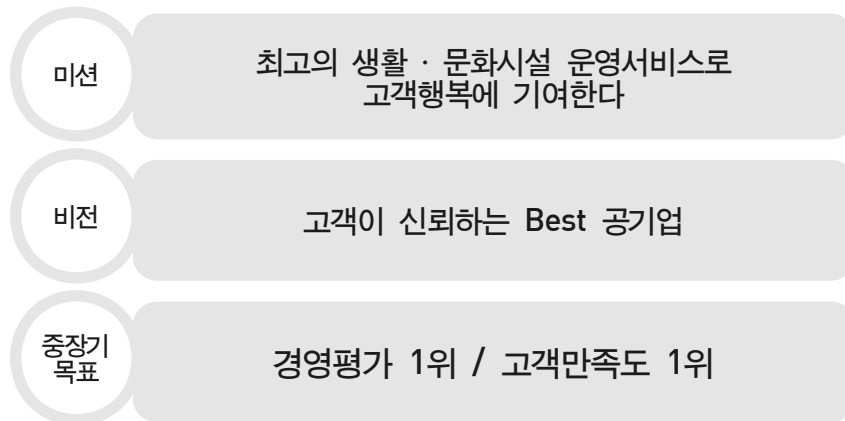 미션
최고의 생활 · 문화시설 운영서비스로
고객행복에 기여한다
비전
고객이 신뢰하는 Best 공기업
중장기
목표
경영평가 1위 / 고객만족도 1위